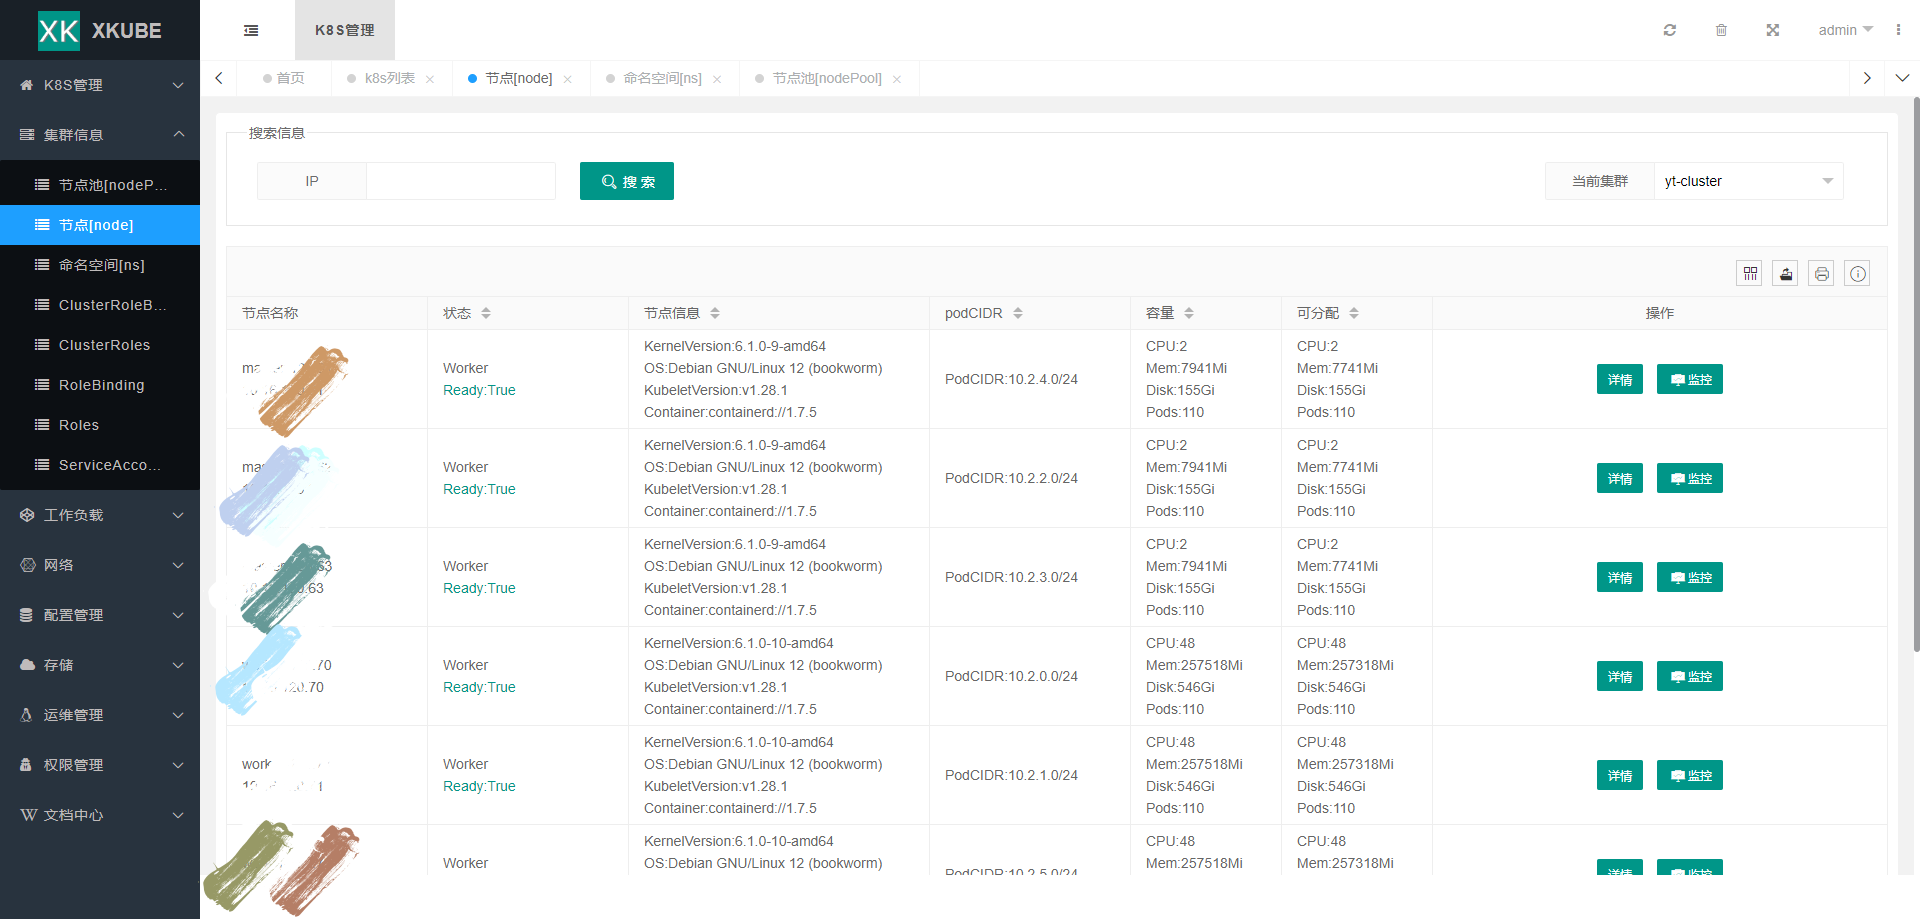 XK XKUBE
K8S管理
admin
首页
k8s列表
节点[node]
命名空间[ns]
节点池[nodePool]
K8S管理
集群信息
节点池[nodeP...
节点[node]
命名空间[ns]
ClusterRoleB...
ClusterRoles
RoleBinding
Roles
ServiceAcco...
工作负载
网络
配置管理
存储
运维管理
权限管理
文档中心
搜索信息
IP
搜 索
当前集群
yt-cluster
节点名称 状态 节点信息 podCIDR 容量 可分配 操作
Worker
Ready:True
KernelVersion:6.1.0-9-amd64
OS:Debian GNU/Linux 12 (bookworm)
KubeletVersion:v1.28.1
Container:containerd://1.7.5
PodCIDR:10.2.4.0/24
CPU:2
Mem:7941Mi
Disk:155Gi
Pods:110
CPU:2
Mem:7741Mi
Disk:155Gi
Pods:110
详情 监控
Worker
Ready:True
KernelVersion:6.1.0-9-amd64
OS:Debian GNU/Linux 12 (bookworm)
KubeletVersion:v1.28.1
Container:containerd://1.7.5
PodCIDR:10.2.2.0/24
CPU:2
Mem:7941Mi
Disk:155Gi
Pods:110
CPU:2
Mem:7741Mi
Disk:155Gi
Pods:110
详情 监控
Worker
Ready:True
KernelVersion:6.1.0-9-amd64
OS:Debian GNU/Linux 12 (bookworm)
KubeletVersion:v1.28.1
Container:containerd://1.7.5
PodCIDR:10.2.3.0/24
CPU:2
Mem:7941Mi
Disk:155Gi
Pods:110
CPU:2
Mem:7741Mi
Disk:155Gi
Pods:110
详情 监控
Worker
Ready:True
KernelVersion:6.1.0-10-amd64
OS:Debian GNU/Linux 12 (bookworm)
KubeletVersion:v1.28.1
Container:containerd://1.7.5
PodCIDR:10.2.0.0/24
CPU:48
Mem:257518Mi
Disk:546Gi
Pods:110
CPU:48
Mem:257318Mi
Disk:546Gi
Pods:110
详情 监控
Worker
Ready:True
KernelVersion:6.1.0-10-amd64
OS:Debian GNU/Linux 12 (bookworm)
KubeletVersion:v1.28.1
Container:containerd://1.7.5
PodCIDR:10.2.1.0/24
CPU:48
Mem:257518Mi
Disk:546Gi
Pods:110
CPU:48
Mem:257318Mi
Disk:546Gi
Pods:110
详情 监控
Worker
KernelVersion:6.1.0-10-amd64
OS:Debian GNU/Linux 12 (bookworm)
PodCIDR:10.2.5.0/24
CPU:48
Mem:257518Mi
CPU:48
Mem:257318Mi
详情 监控